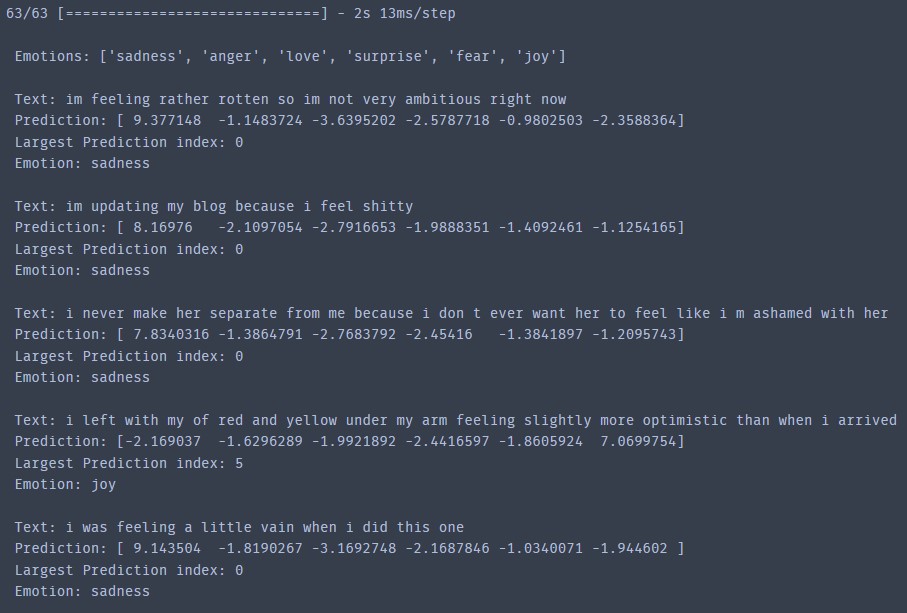 63/63 [==============================] - 2s 13ms/step
Emotions: ['sadness', 'anger', 'love', 'surprise', 'fear', 'joy']
Text: im feeling rather rotten so im not very ambitious right now
Prediction: [ 9.377148  -1.1483724 -3.6395202 -2.5787718 -0.9802503 -2.3588364]
Largest Prediction index: 0
Emotion: sadness
Text: im updating my blog because i feel shitty
Prediction: [ 8.16976   -2.1097054 -2.7916653 -1.9888351 -1.4092461 -1.1254165]
Largest Prediction index: 0
Emotion: sadness
Text: i never make her separate from me because i don t ever want her to feel like i m ashamed with her
Prediction: [ 7.8340316 -1.3864791 -2.7683792 -2.45416   -1.3841897 -1.2095743]
Largest Prediction index: 0
Emotion: sadness
Text: i left with my of red and yellow under my arm feeling slightly more optimistic than when i arrived
Prediction: [-2.169037  -1.6296289 -1.9921892 -2.4416597 -1.8605924  7.0699754]
Largest Prediction index: 5
Emotion: joy
Text: i was feeling a little vain when i did this one
Prediction: [ 9.143504  -1.8190267 -3.1692748 -2.1687846 -1.0340071 -1.944602 ]
Largest Prediction index: 0
Emotion: sadness